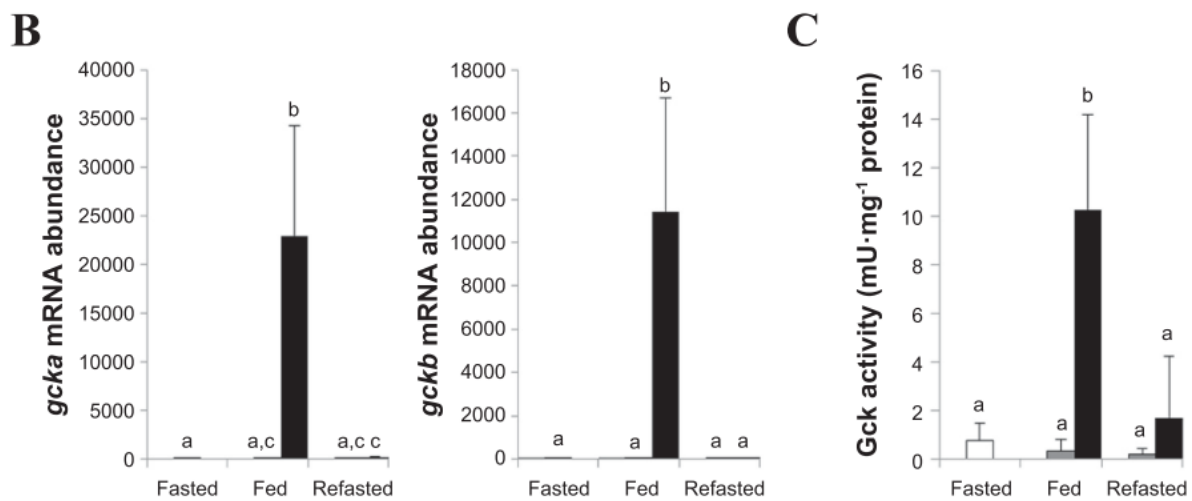 B
gcka mRNA abundance
40000
35000
30000
25000
20000
15000
10000
5000
0
a
a,c
b
a,c c
Fasted Fed Refasted
gckb mRNA abundance
18000
16000
14000
12000
10000
8000
6000
4000
2000
0
a
a
b
a a
Fasted Fed Refasted
C
Gck activity (mU·mg⁻¹ protein)
16
14
12
10
8
6
4
2
0
a
a
b
a
a
Fasted Fed Refasted